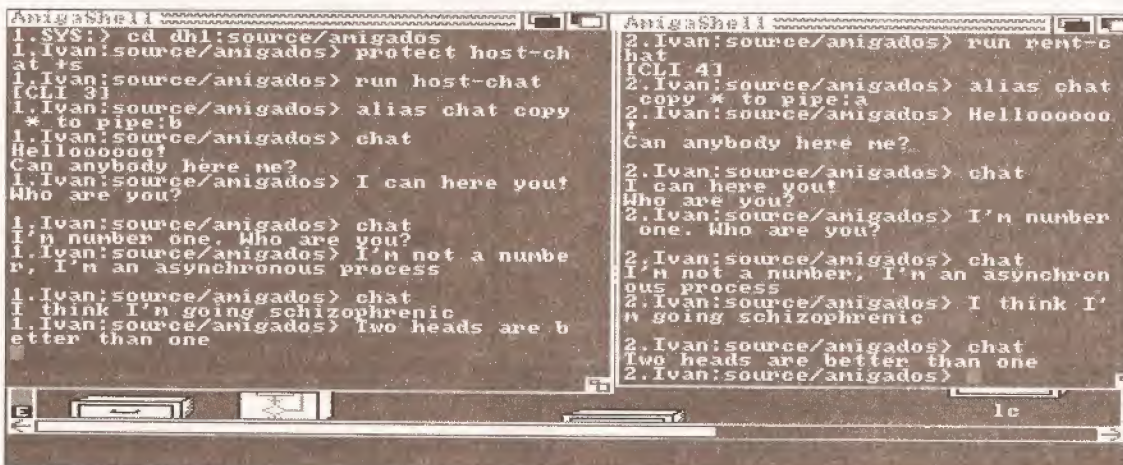 AmigaShell
1.SYS:> cd dh1:source/amigados
1.Ivan:source/amigados> protect host-ch
at +s
1.Ivan:source/amigados> run host-chat
[CLI 3]
1.Ivan:source/amigados> alias chat copy
* to pipe:b
1.Ivan:source/amigados> chat
Helloooooo!
Can anybody here me?
1.Ivan:source/amigados> I can here you!
Who are you?
1.Ivan:source/amigados> chat
I'm number one. Who are you?
1.Ivan:source/amigados> I'm not a numbe
r, I'm an asynchronous process
1.Ivan:source/amigados> chat
I think I'm going schizophrenic
1.Ivan:source/amigados> Two heads are b
etter than one
AmigaShell
2.Ivan:source/amigados> run remt-c
hat
[CLI 4]
2.Ivan:source/amigados> alias chat
copy * to pipe:a
2.Ivan:source/amigados> Helloooooo
!
Can anybody here me?
2.Ivan:source/amigados> chat
I can here you!
Who are you?
2.Ivan:source/amigados> I'm number
one. Who are you?
2.Ivan:source/amigados> chat
I'm not a number, I'm an asynchron
ous process
2.Ivan:source/amigados> I think I'
m going schizophrenic
2.Ivan:source/amigados> chat
Two heads are better than one
2.Ivan:source/amigados>
E
lc